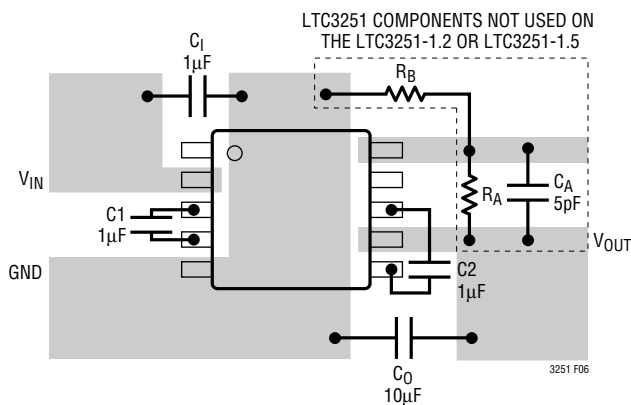 LTC3251 COMPONENTS NOT USED ON
THE LTC3251-1.2 OR LTC3251-1.5
CI
1µF
RB
VIN
C1
1µF
RA
CA
5pF
VOUT
GND
C2
1µF
CO
10µF
3251 F06